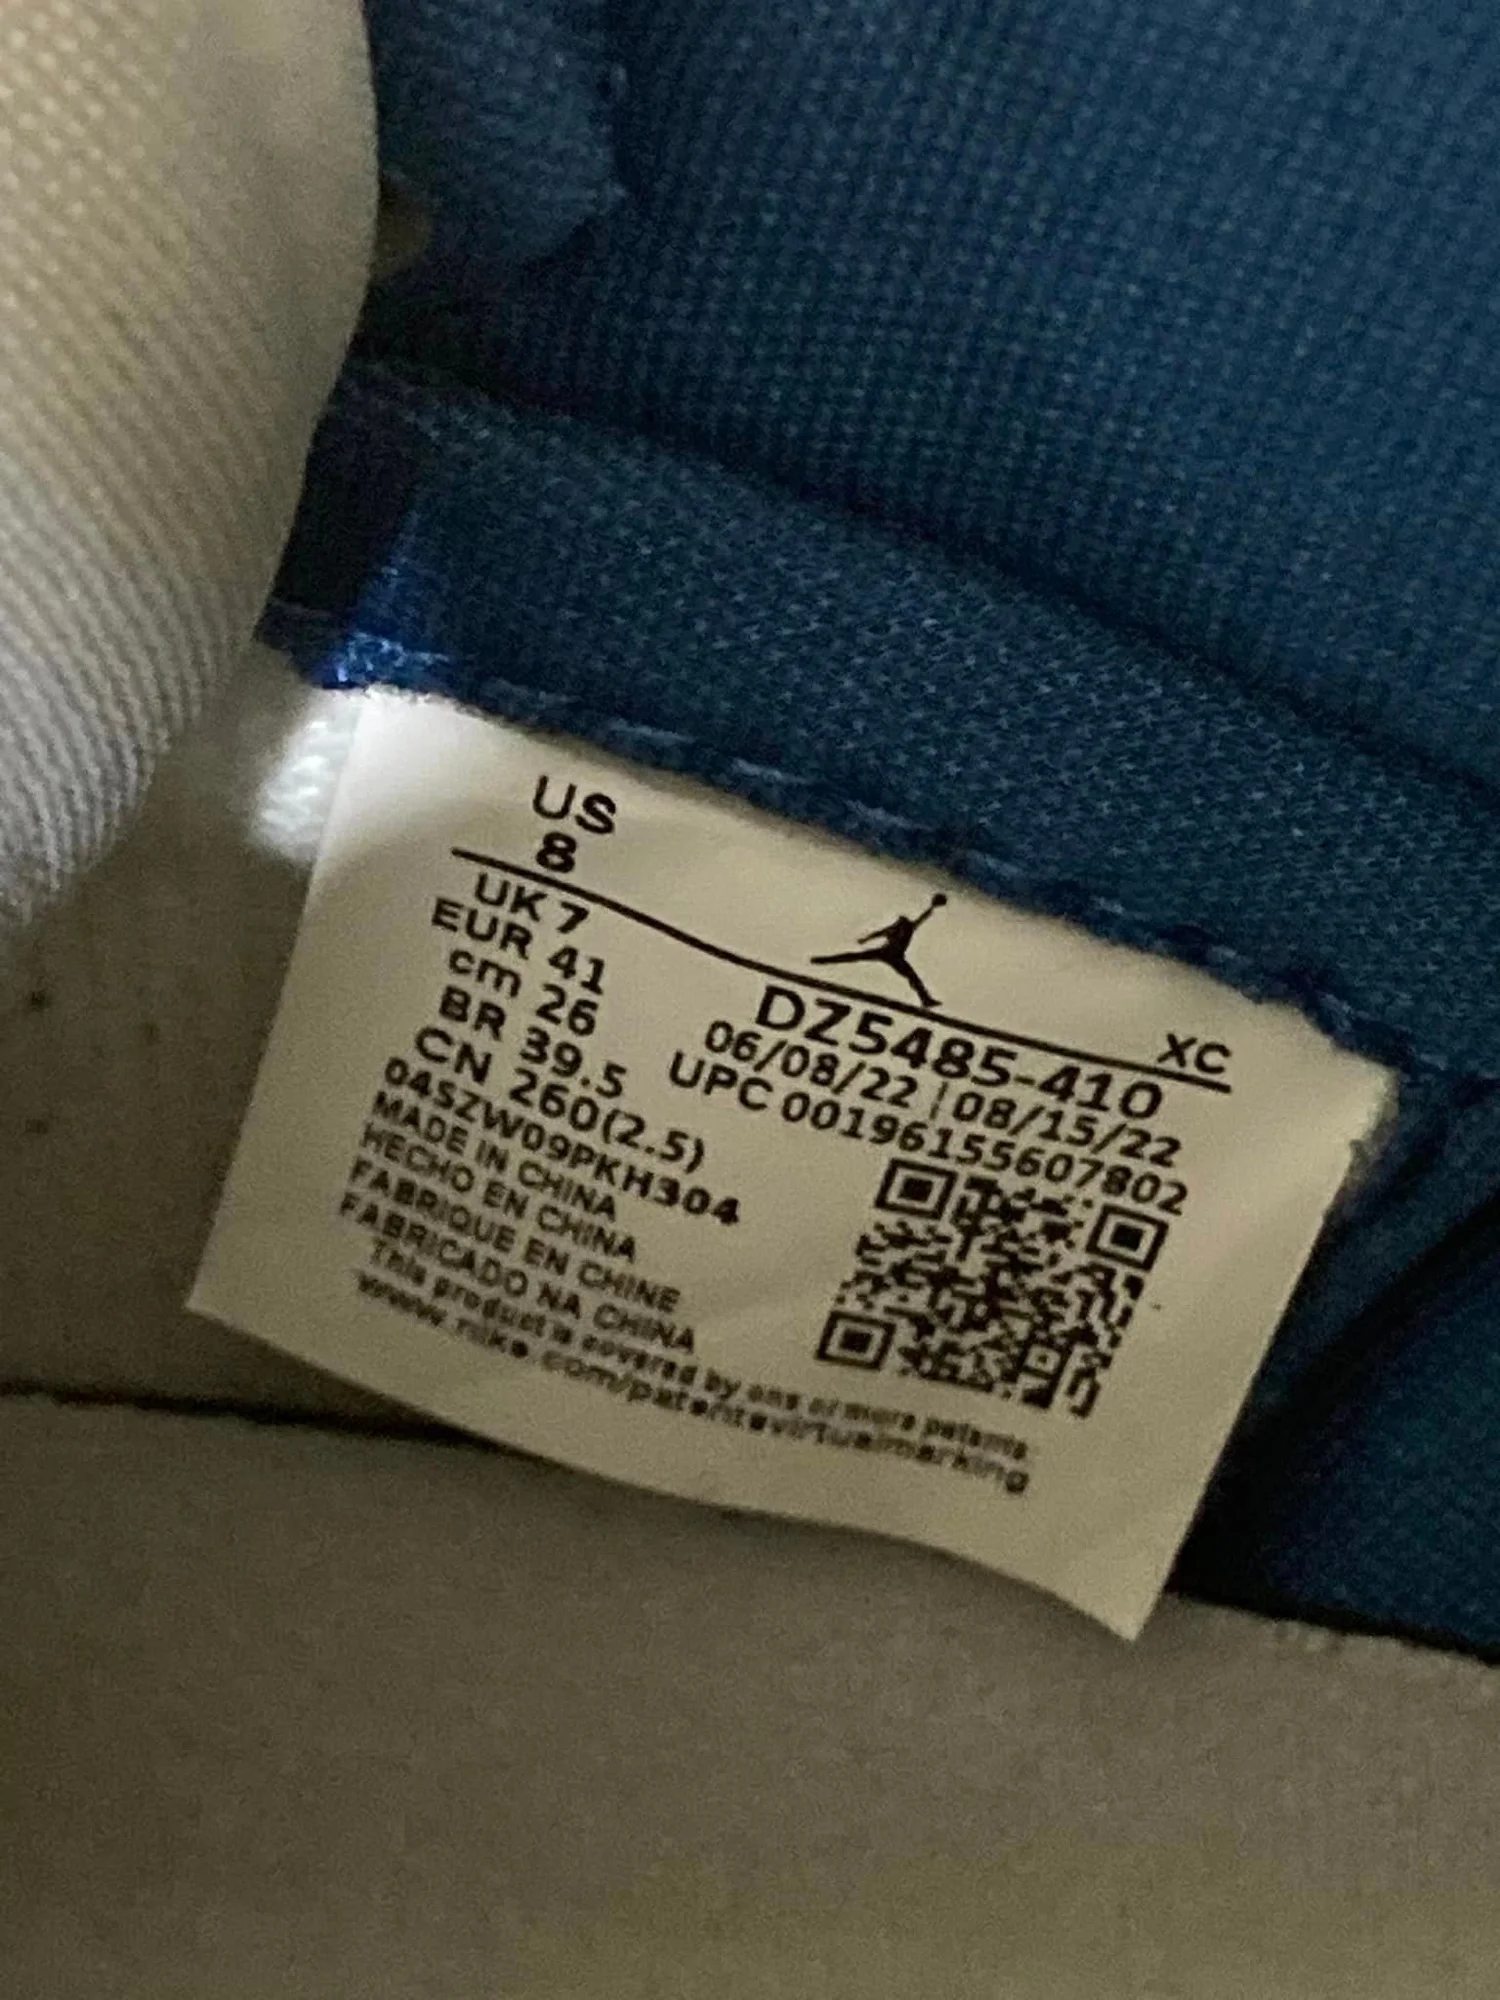 US
8
UK 7
EUR 41
cm 26
BR 39.5
CN 260(2.5)
04SZW09PKH304
MADE IN CHINA
HECHO EN CHINA
FABRIQUE EN CHINE
FABRICADO NA CHINA
This product is covered by one or more patents
www.nike.com/patentsvirtualmarking
XC
DZ5485-410
06/08/22 | 08/15/22
UPC 00196155607802